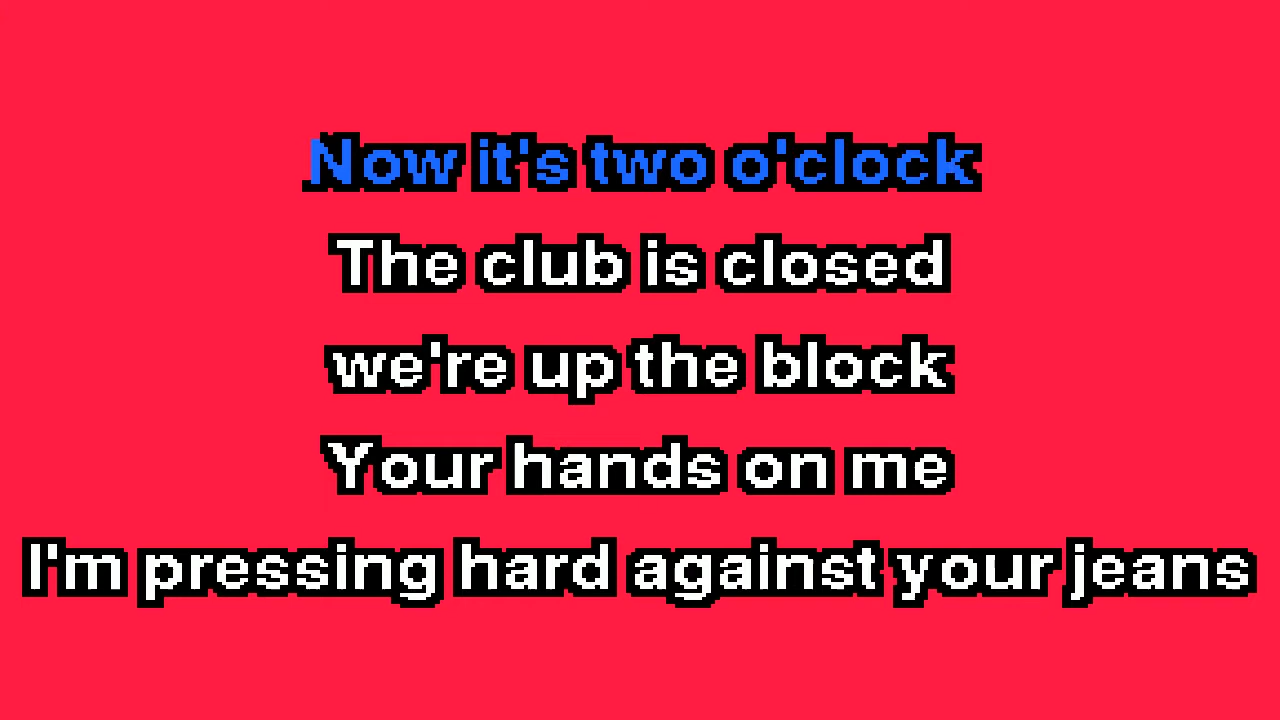 Now it's two o'clock
The club is closed
we're up the block
Your hands on me
I'm pressing hard against your jeans